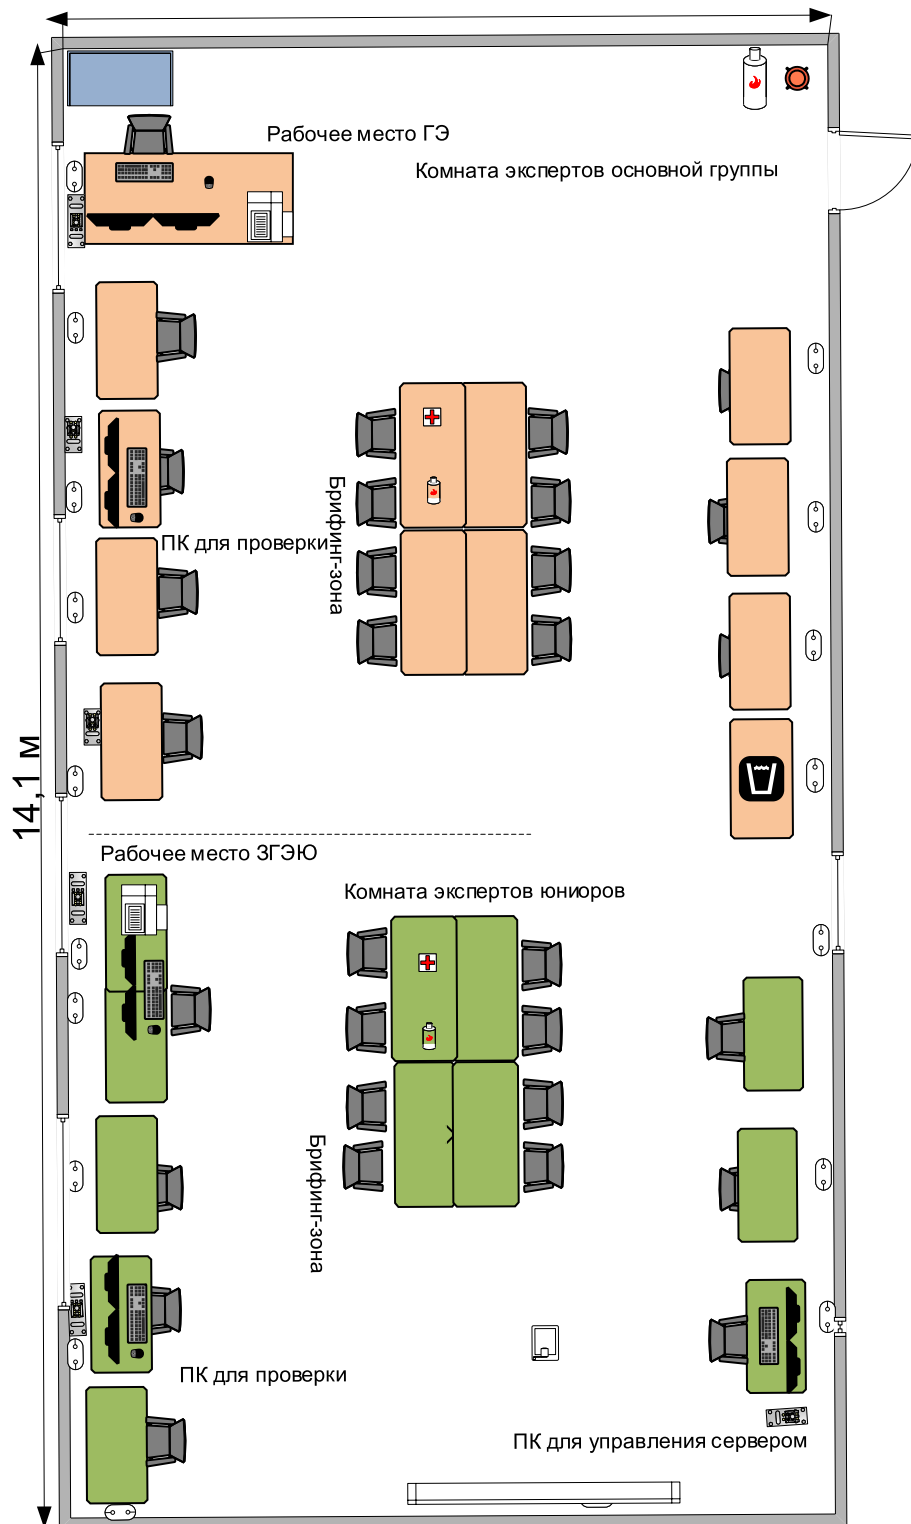 Рабочее место ГЭ
Комната экспертов основной группы
Брифинг-зона
ПК для проверки
14,1 м
Рабочее место ЗГЭЮ
Комната экспертов юниоров
Брифинг-зона
ПК для проверки
ПК для управления сервером